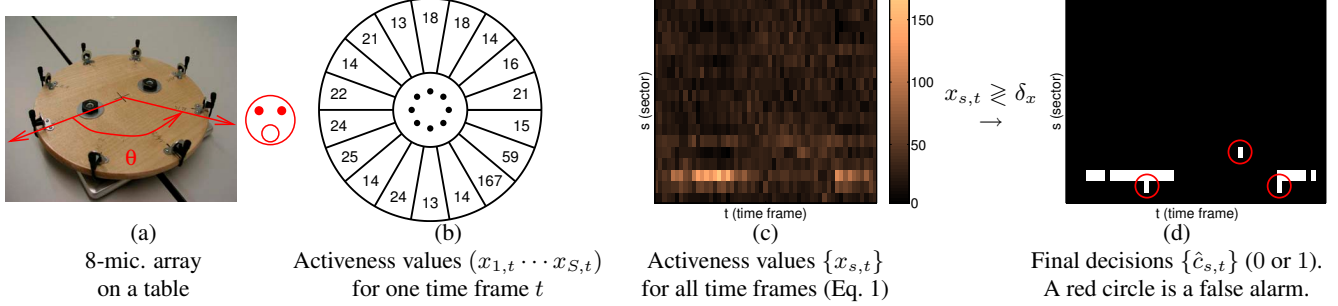 θ
(a)
8-mic. array
on a table
18
18
14
16
21
15
59
167
14
13
24
14
25
24
22
14
21
13
(b)
Activeness values (x_{1,t} ⋯ x_{S,t})
for one time frame t
s (sector)
t (time frame)
150
100
50
0
(c)
Activeness values {x_{s,t}}
for all time frames (Eq. 1)
x_{s,t} ≷ δ_x
→
s (sector)
t (time frame)
(d)
Final decisions {ĉ_{s,t}} (0 or 1).
A red circle is a false alarm.